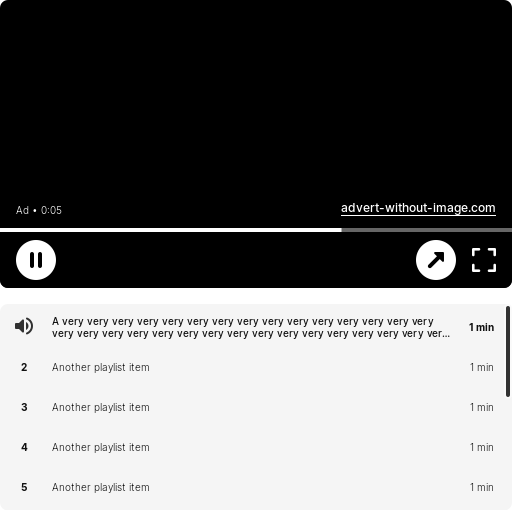 Ad • 0:05
advert-without-image.com
A very very very very very very very very very very very very very very very
very very very very very very very very very very very very very very very ver...
1 min
2 Another playlist item 1 min
3 Another playlist item 1 min
4 Another playlist item 1 min
5 Another playlist item 1 min